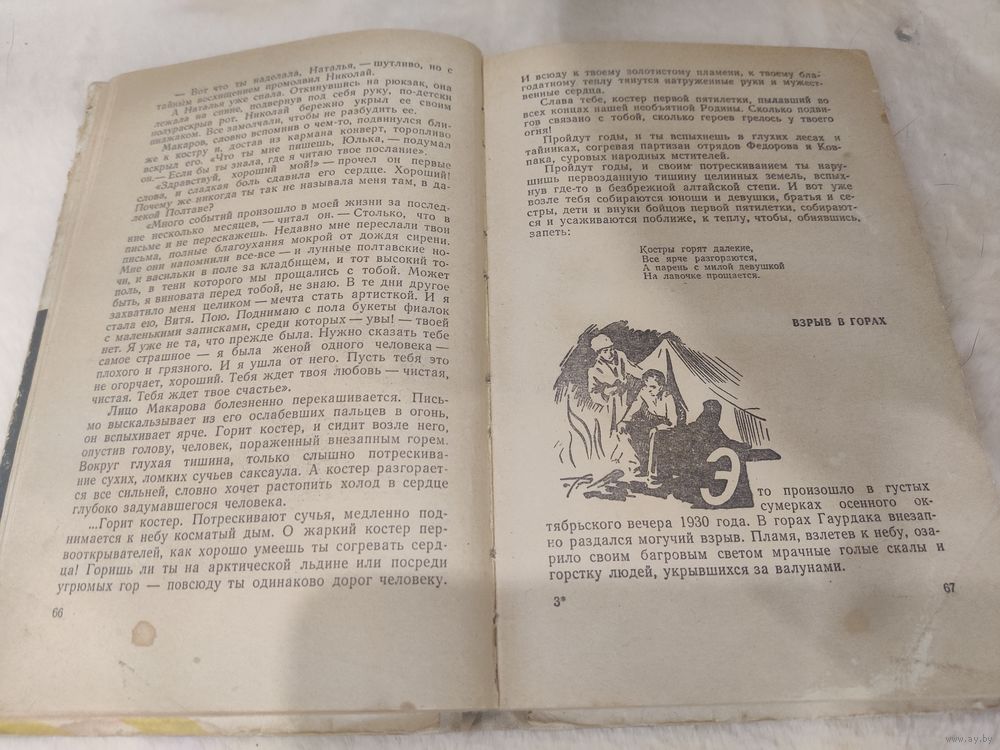 — Вот что ты наделала, Наталья, — шутливо, но с
тайным восхищением промолвил Николай.
А Наталья уже спала. Откинувшись на рюкзак, она
лежала на спине, подвернув под себя руку, по-детски
полураскрыв рот. Николай бережно укрыл ее своим
пиджаком. Все замолчали, чтобы не разбудить ее.
Макаров, словно вспомнив о чем-то, подвинулся бли-
же к костру и, достав из кармана конверт, торопливо
вскрыл его. «Что ты мне пишешь, Юлька, — подумал
он. — Если бы ты знала, где я читаю твое послание».
«Здравствуй, хороший мой!» — прочел он первые
слова, и сладкая боль сдавила его сердце. Хороший!
Почему же никогда ты так не называла меня там, в да-
лекой Полтаве?
«Много событий произошло в моей жизни за послед-
ние несколько месяцев, — читал он. — Столько, что в
письме и не перескажешь. Недавно мне переслали твои
письма, полные благоухания мокрой от дождя сирени.
Мне они напомнили все-все — и лунные полтавские но-
чи, и васильки в поле за кладбищем, и тот высокий то-
поль, в тени которого мы прощались с тобой. Может
быть, я виновата перед тобой, не знаю. В те дни другое
захватило меня целиком — мечта стать артисткой. И я
стала ею, Витя. Пою. Поднимаю с пола букеты фиалок
с маленькими записками, среди которых — увы! — твоей
нет. Я уже не та, что прежде была. Нужно сказать тебе
самое страшное — я была женой одного человека —
плохого и грязного. И я ушла от него. Пусть тебя это
не огорчает, хороший. Тебя ждет твоя любовь — чистая,
чистая. Тебя ждет твое счастье».
Лицо Макарова болезненно перекашивается. Пись-
мо выскальзывает из его ослабевших пальцев в огонь,
он вспыхивает ярче. Горит костер, и сидит возле него,
опустив голову, человек, пораженный внезапным горем.
Вокруг глухая тишина, только слышно потрескива-
ние сухих, ломких сучьев саксаула. А костер разгорает-
ся все сильней, словно хочет растопить холод в сердце
глубоко задумавшегося человека.
...Горит костер. Потрескивают сучья, медленно под-
нимается к небу косматый дым. О жаркий костер пер-
вооткрывателей, как хорошо умеешь ты согревать серд-
ца! Горишь ли ты на арктической льдине или посреди
угрюмых гор — повсюду ты одинаково дорог человеку.
66
И всюду к твоему золотистому пламени, к твоему бла-
годатному теплу тянутся натруженные руки и мужест-
венные сердца.
Слава тебе, костер первой пятилетки, пылавший во
всех концах нашей необъятной Родины. Сколько подви-
гов связано с тобой, сколько героев грелось у твоего
огня!
Пройдут годы, и ты вспыхнешь в глухих лесах и
тайниках, согревая партизан отрядов Федорова и Ков-
пака, суровых народных мстителей.
Пройдут годы, и своим потрескиванием ты нару-
шишь первозданную тишину целинных земель, вспых-
нув где-то в безбрежной алтайской степи. И вот уже
возле тебя собираются юноши и девушки, братья и се-
стры, дети и внуки бойцов первой пятилетки, собирают-
ся и усаживаются поближе, к теплу, чтобы, обнявшись,
запеть:
Костры горят далекие,
Все ярче разгораются,
А парень с милой девушкой
На лавочке прощается.
ВЗРЫВ В ГОРАХ
Это произошло в густых
сумерках осеннего ок-
тябрьского вечера 1930 года. В горах Гаурдака внезап-
но раздался могучий взрыв. Пламя, взлетев к небу, оза-
рило своим багровым светом мрачные голые скалы и
горстку людей, укрывшихся за валунами.
3*
67
www.ay.by